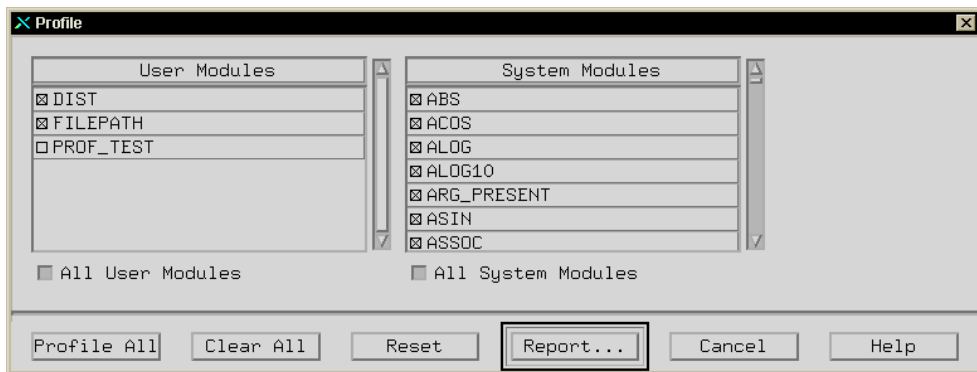 Profile
User Modules
DIST
FILEPATH
PROF_TEST
All User Modules
System Modules
ABS
ACOS
ALOG
ALOG10
ARG_PRESENT
ASIN
ASSOC
All System Modules
Profile All Clear All Reset Report... Cancel Help